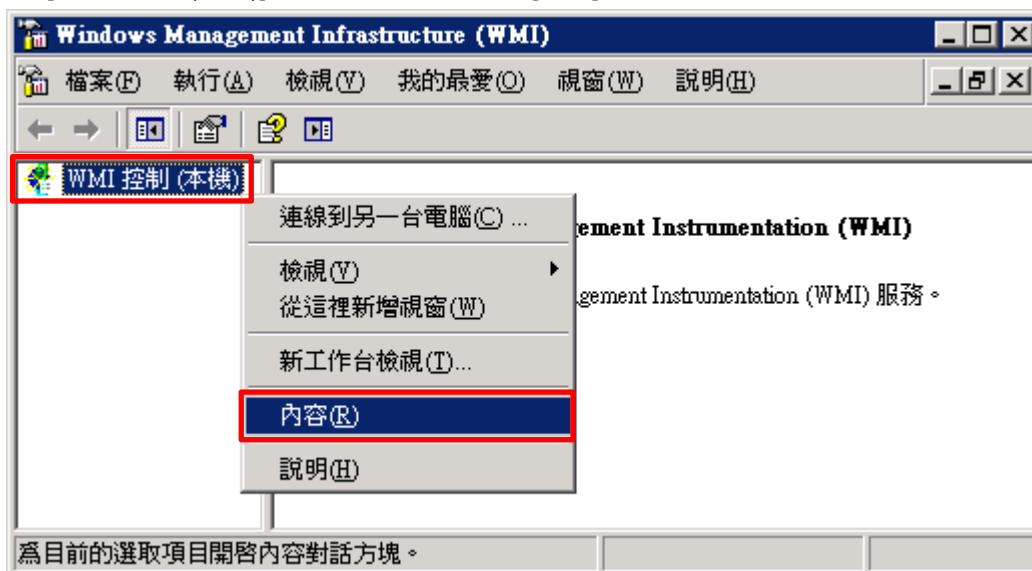 Windows Management Infrastructure (WMI)
檔案(F) 執行(A) 檢視(V) 我的最愛(O) 視窗(W) 說明(H)
WMI 控制 (本機)
連線到另一台電腦(C) ...
ement Instrumentation (WMI)
檢視(V)
從這裡新增視窗(W)
gement Instrumentation (WMI) 服務。
新工作台檢視(T)...
內容(R)
說明(H)
為目前的選取項目開啟內容對話方塊。